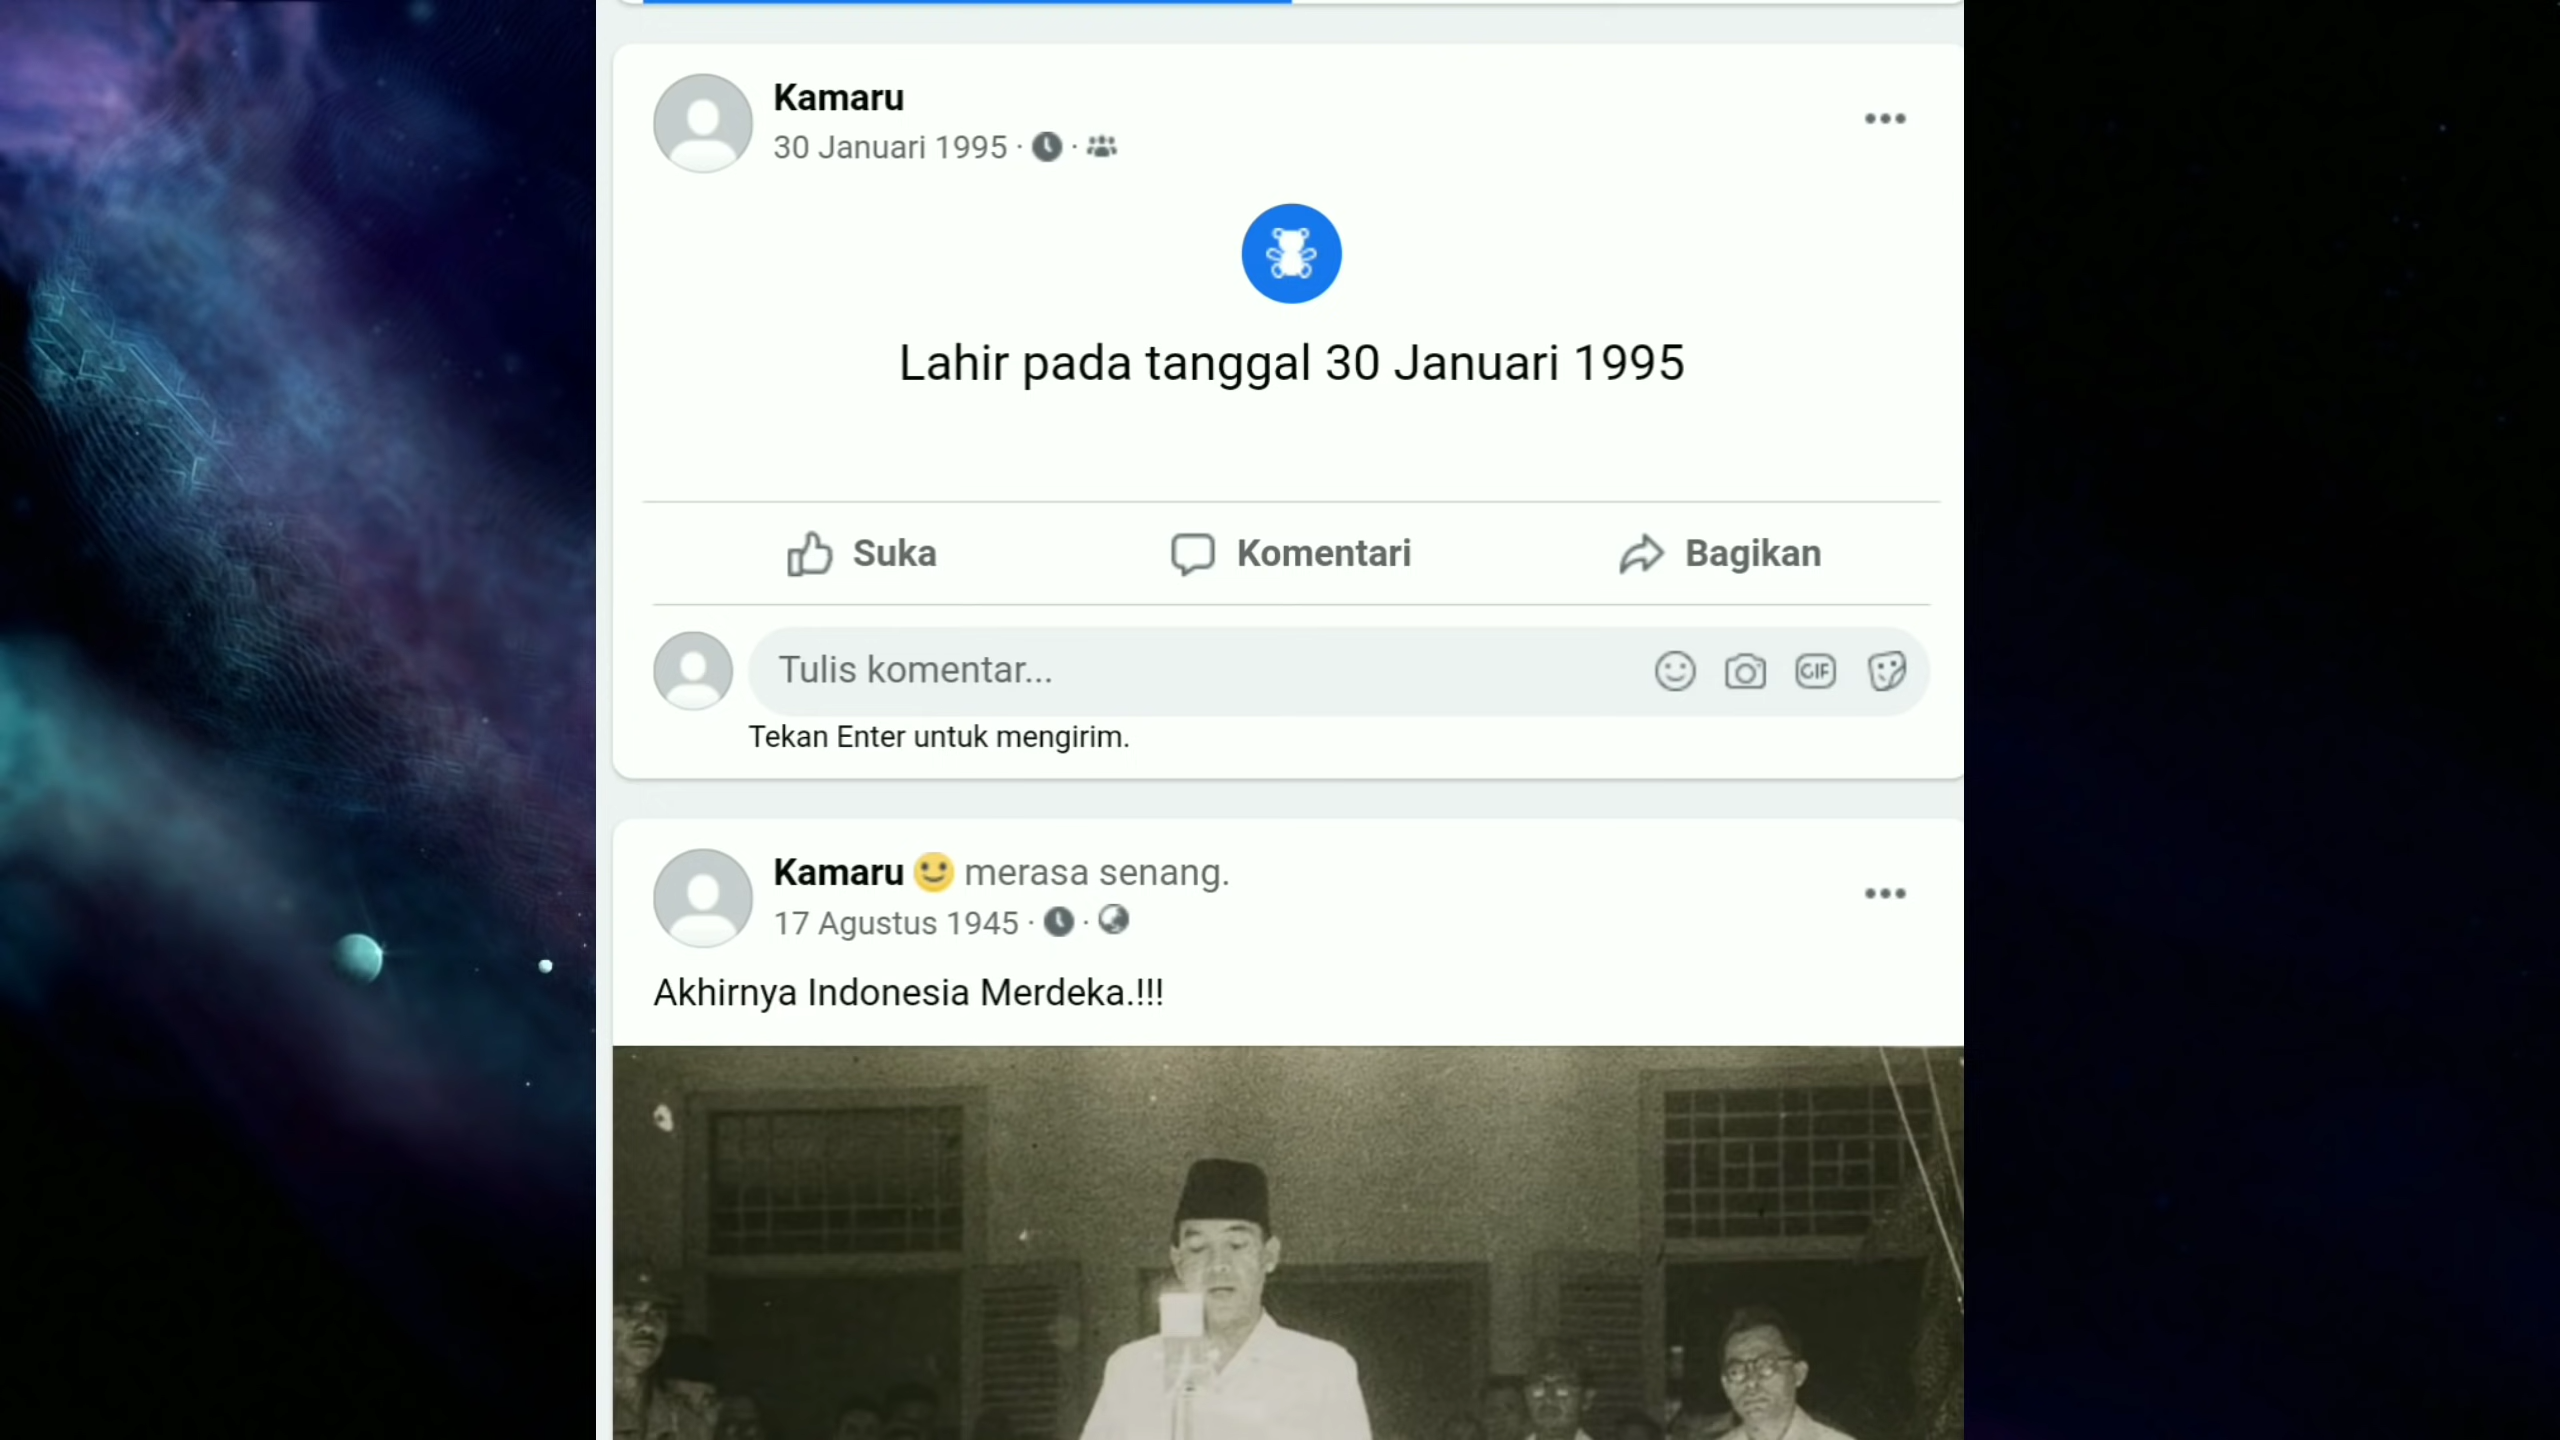 Kamaru
30 Januari 1995 · ·
Lahir pada tanggal 30 Januari 1995
Suka
Komentari
Bagikan
Tulis komentar...
GIF
Tekan Enter untuk mengirim.
Kamaru 🙂 merasa senang.
17 Agustus 1945 · ·
Akhirnya Indonesia Merdeka.!!!